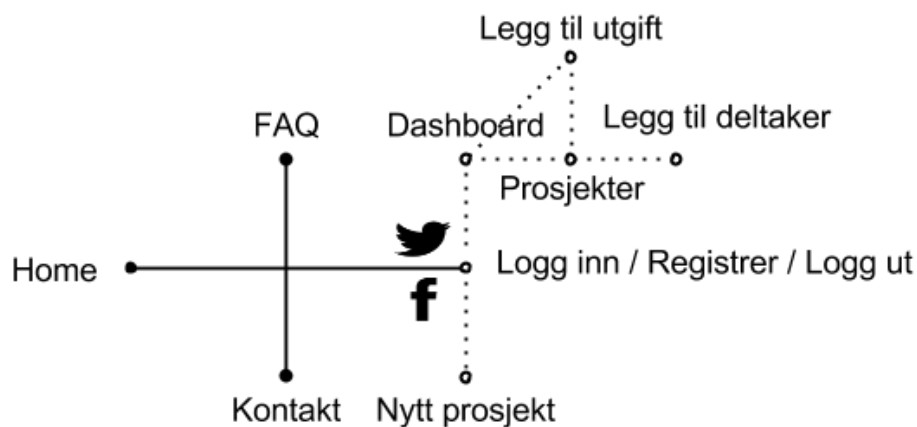 Legg til utgift
FAQ
Dashboard
Legg til deltaker
Prosjekter
Home
Logg inn / Registrer / Logg ut
Kontakt
Nytt prosjekt